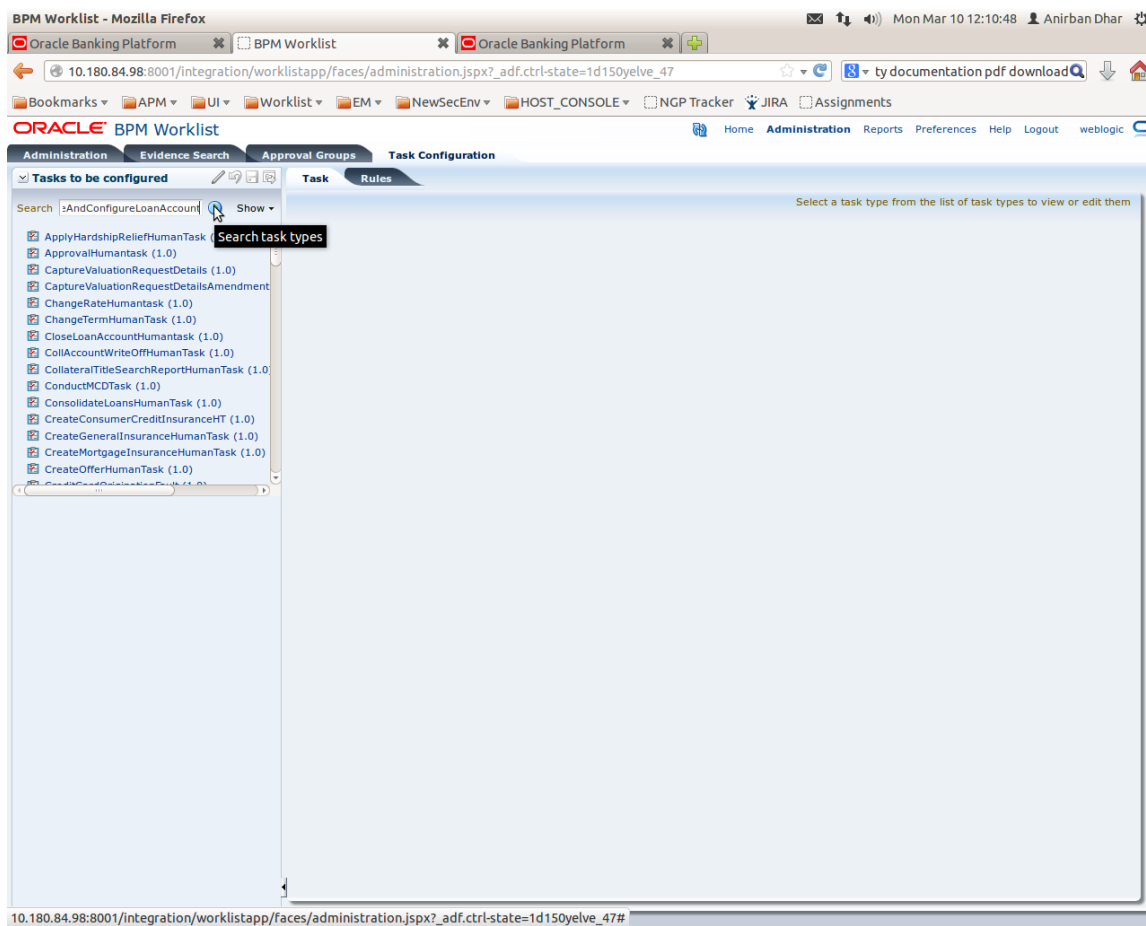 BPM Worklist - Mozilla Firefox
Mon Mar 10 12:10:48 Anirban Dhar
Oracle Banking Platform
BPM Worklist
Oracle Banking Platform
10.180.84.98:8001/integration/worklistapp/faces/administration.jspx?_adf.ctrl-state=1d150yelve_47
ty documentation pdf download
Bookmarks APM UI Worklist EM NewSecEnv HOST_CONSOLE NGP Tracker JIRA Assignments
ORACLE BPM Worklist
Home Administration Reports Preferences Help Logout weblogic
Administration Evidence Search Approval Groups Task Configuration
Tasks to be configured
Task Rules
Search eAndConfigureLoanAccount Show
Select a task type from the list of task types to view or edit them
Search task types
ApplyHardshipReliefHumanTask (
ApprovalHumantask (1.0)
CaptureValuationRequestDetails (1.0)
CaptureValuationRequestDetailsAmendment
ChangeRateHumantask (1.0)
ChangeTermHumanTask (1.0)
CloseLoanAccountHumantask (1.0)
CollAccountWriteOffHumanTask (1.0)
CollateralTitleSearchReportHumanTask (1.0)
ConductMCDTask (1.0)
ConsolidateLoansHumanTask (1.0)
CreateConsumerCreditInsuranceHT (1.0)
CreateGeneralInsuranceHumanTask (1.0)
CreateMortgageInsuranceHumanTask (1.0)
CreateOfferHumanTask (1.0)
CreditCardOriginationFault (1.0)
10.180.84.98:8001/integration/worklistapp/faces/administration.jspx?_adf.ctrl-state=1d150yelve_47#